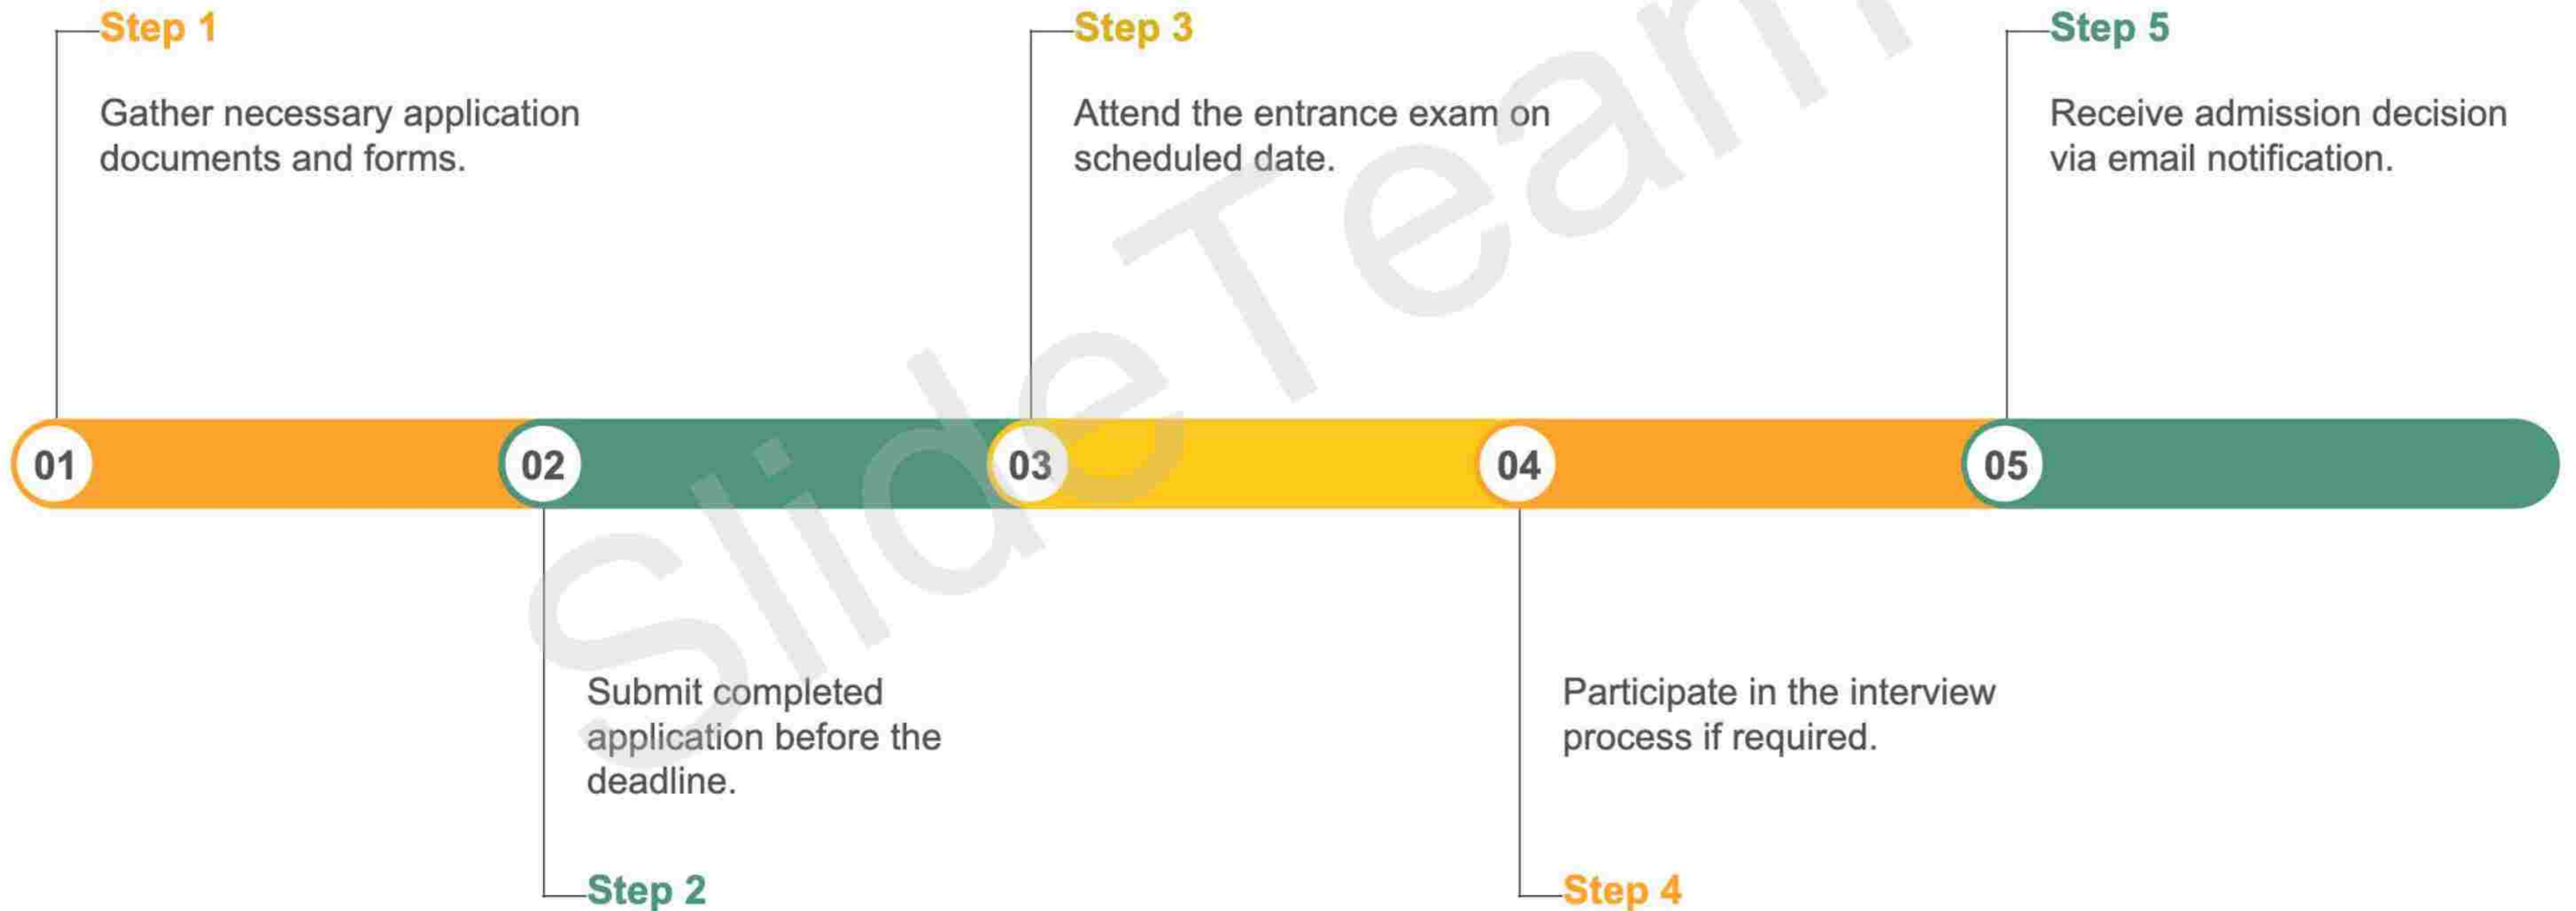 Step 1
Gather necessary application
documents and forms.
Step 3
Attend the entrance exam on
scheduled date.
Step 5
Receive admission decision
via email notification.
01
02
03
04
05
Submit completed
application before the
deadline.
Step 2
Participate in the interview
process if required.
Step 4
SlideTeam